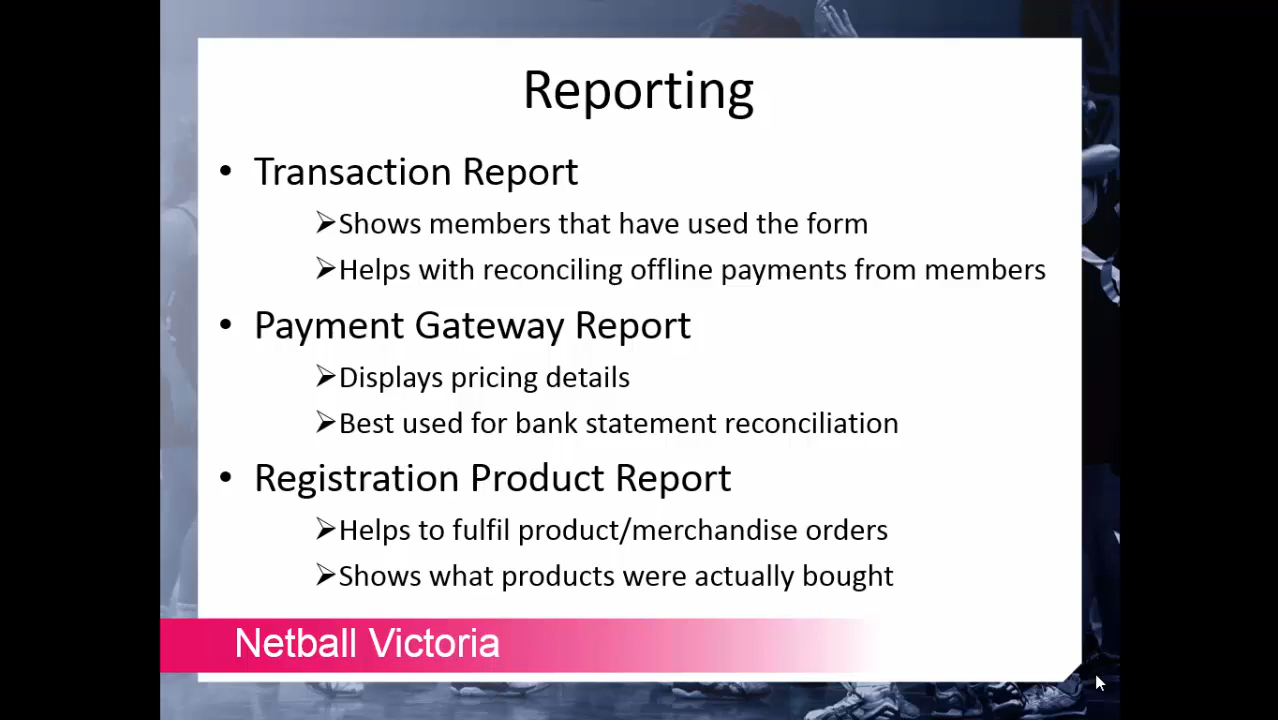 Reporting
• Transaction Report
➢Shows members that have used the form
➢Helps with reconciling offline payments from members
• Payment Gateway Report
➢Displays pricing details
➢Best used for bank statement reconciliation
• Registration Product Report
➢Helps to fulfil product/merchandise orders
➢Shows what products were actually bought
Netball Victoria